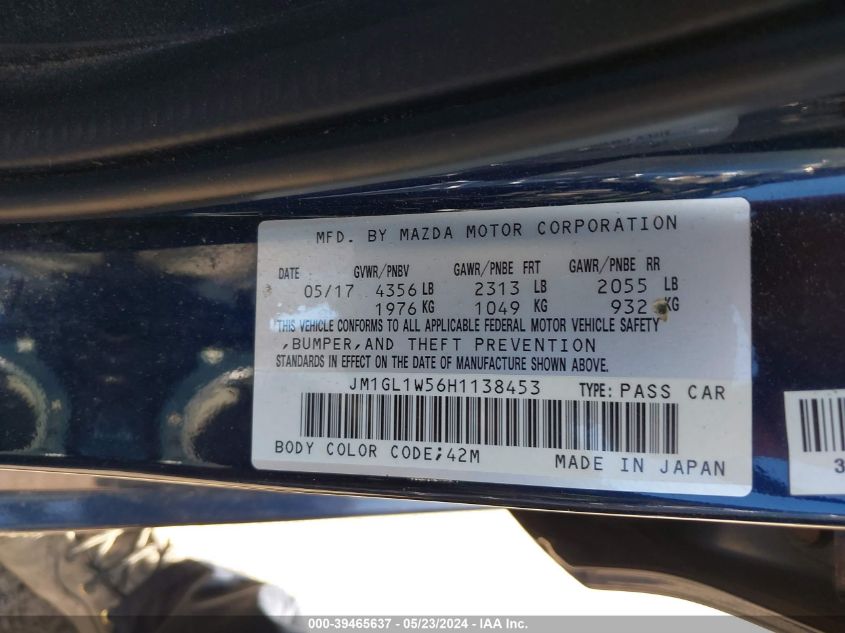 MFD. BY MAZDA MOTOR CORPORATION
DATE GVWR/PNBV GAWR/PNBE FRT GAWR/PNBE RR
05/17 4356 LB 2313 LB 2055 LB
1976 KG 1049 KG 932 KG
THIS VEHICLE CONFORMS TO ALL APPLICABLE FEDERAL MOTOR VEHICLE SAFETY
,BUMPER,AND THEFT PREVENTION
STANDARDS IN EFFECT ON THE DATE OF MANUFACTURE SHOWN ABOVE.
JM1GL1W56H1138453 TYPE: PASS CAR
BODY COLOR CODE;42M MADE IN JAPAN
3
000-39465637 - 05/23/2024 - IAA Inc.